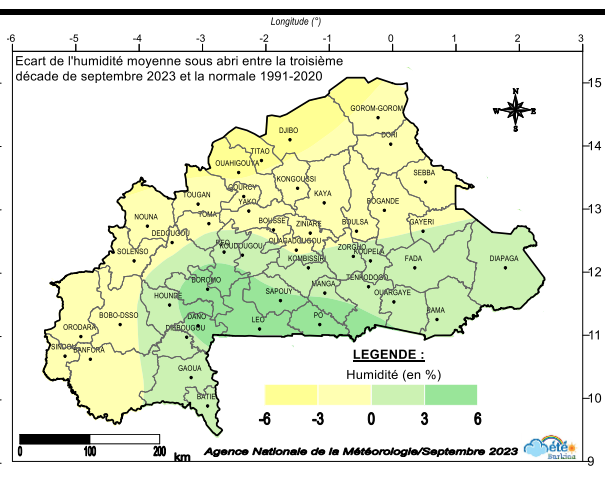 Longitude (°)
-6 -5 -4 -3 -2 -1 0 1 2 3
Ecart de l'humidité moyenne sous abri entre la troisième
décade de septembre 2023 et la normale 1991-2020
15
N
W E
S
GOROM-GOROM
DJIBO
DORI
14
TITAO
OUAHIGOUYA
SEBBA
KONGOUSSI
GOURCY
TOUGAN
KAYA
YAKO
BOGANDE
13
NOUNA
TOMA
BOUSSE
ZINIARE
BOULSA
GAYERI
DEDOUGOU
OUAGADOUGOU
REO
KOUDOUGOU
ZORGHO
KOUPELA
SOLENSO
KOMBISSIRI
FADA
DIAPAGA
12
BOROMO
TENKODOGO
HOUNDE
SAPOUY
MANGA
OUARGAYE
BOBO-DSSO
DANO
LEO
PO
BAMA
ORODARA
DIEBOUGOU
11
SINDOU
BANFORA
LEGENDE :
GAOUA
Humidité (en %)
BATIE
10
-6 -3 0 3 6
0 100 200
km
Agence Nationale de la Météorologie/Septembre 2023
Météo
Burkina
9